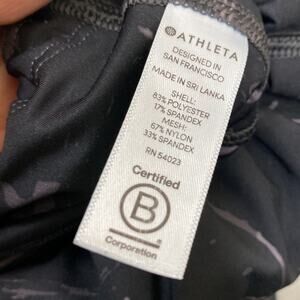 ATHLETA
DESIGNED IN
SAN FRANCISCO
MADE IN SRI LANKA
SHELL:
83% POLYESTER
17% SPANDEX
MESH:
67% NYLON
33% SPANDEX
RN 54023
Certified
B
Corporation